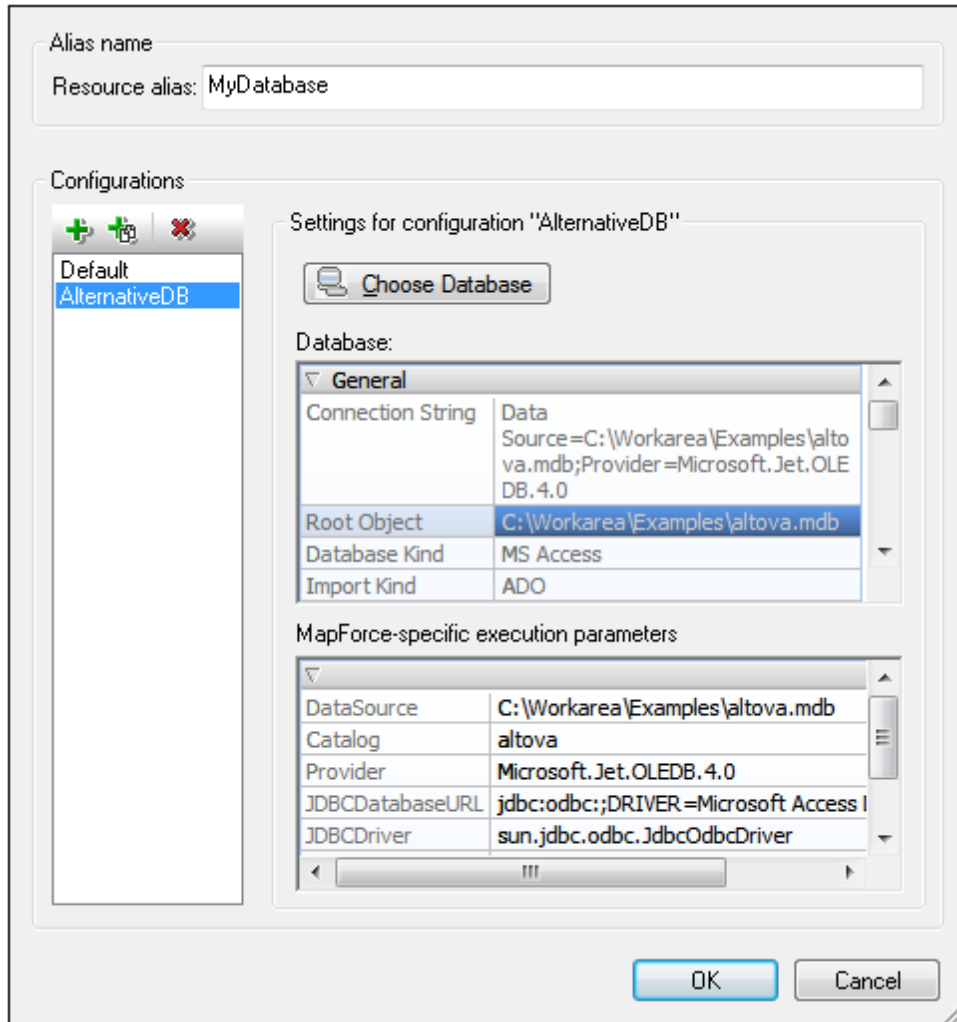 Alias name
Resource alias: MyDatabase
Configurations
Default
AlternativeDB
Settings for configuration "AlternativeDB"
Choose Database
Database:
General
Connection String Data
Source=C:\Workarea\Examples\alto
va.mdb;Provider=Microsoft.Jet.OLE
DB.4.0
Root Object C:\Workarea\Examples\altova.mdb
Database Kind MS Access
Import Kind ADO
MapForce-specific execution parameters
DataSource C:\Workarea\Examples\altova.mdb
Catalog altova
Provider Microsoft.Jet.OLEDB.4.0
JDBCDatabaseURL jdbc:odbc:;DRIVER=Microsoft Access
JDBCDriver sun.jdbc.odbc.JdbcOdbcDriver
OK Cancel